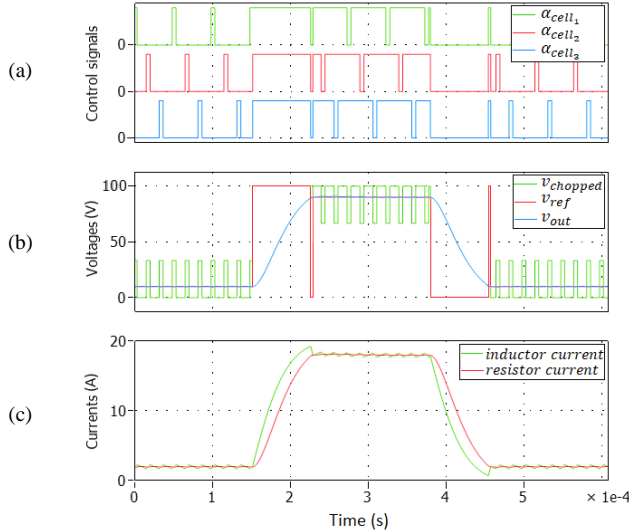 (a)
Control signals
0
0
0
α_cell₁
α_cell₂
α_cell₃
(b)
Voltages (V)
100
50
0
v_chopped
v_ref
v_out
(c)
Currents (A)
20
10
0
inductor current
resistor current
0 1 2 3 4 5 × 1e-4
Time (s)